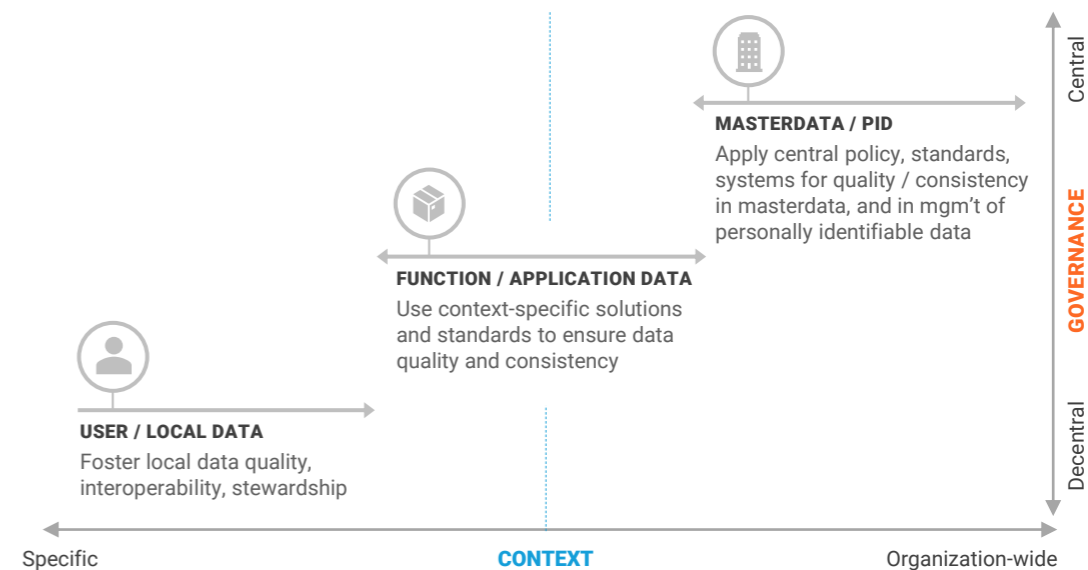 Central
MASTERDATA / PID
Apply central policy, standards,
systems for quality / consistency
in masterdata, and in mgm’t of
personally identifiable data
GOVERNANCE
FUNCTION / APPLICATION DATA
Use context-specific solutions
and standards to ensure data
quality and consistency
USER / LOCAL DATA
Foster local data quality,
interoperability, stewardship
Decentral
Specific
CONTEXT
Organization-wide